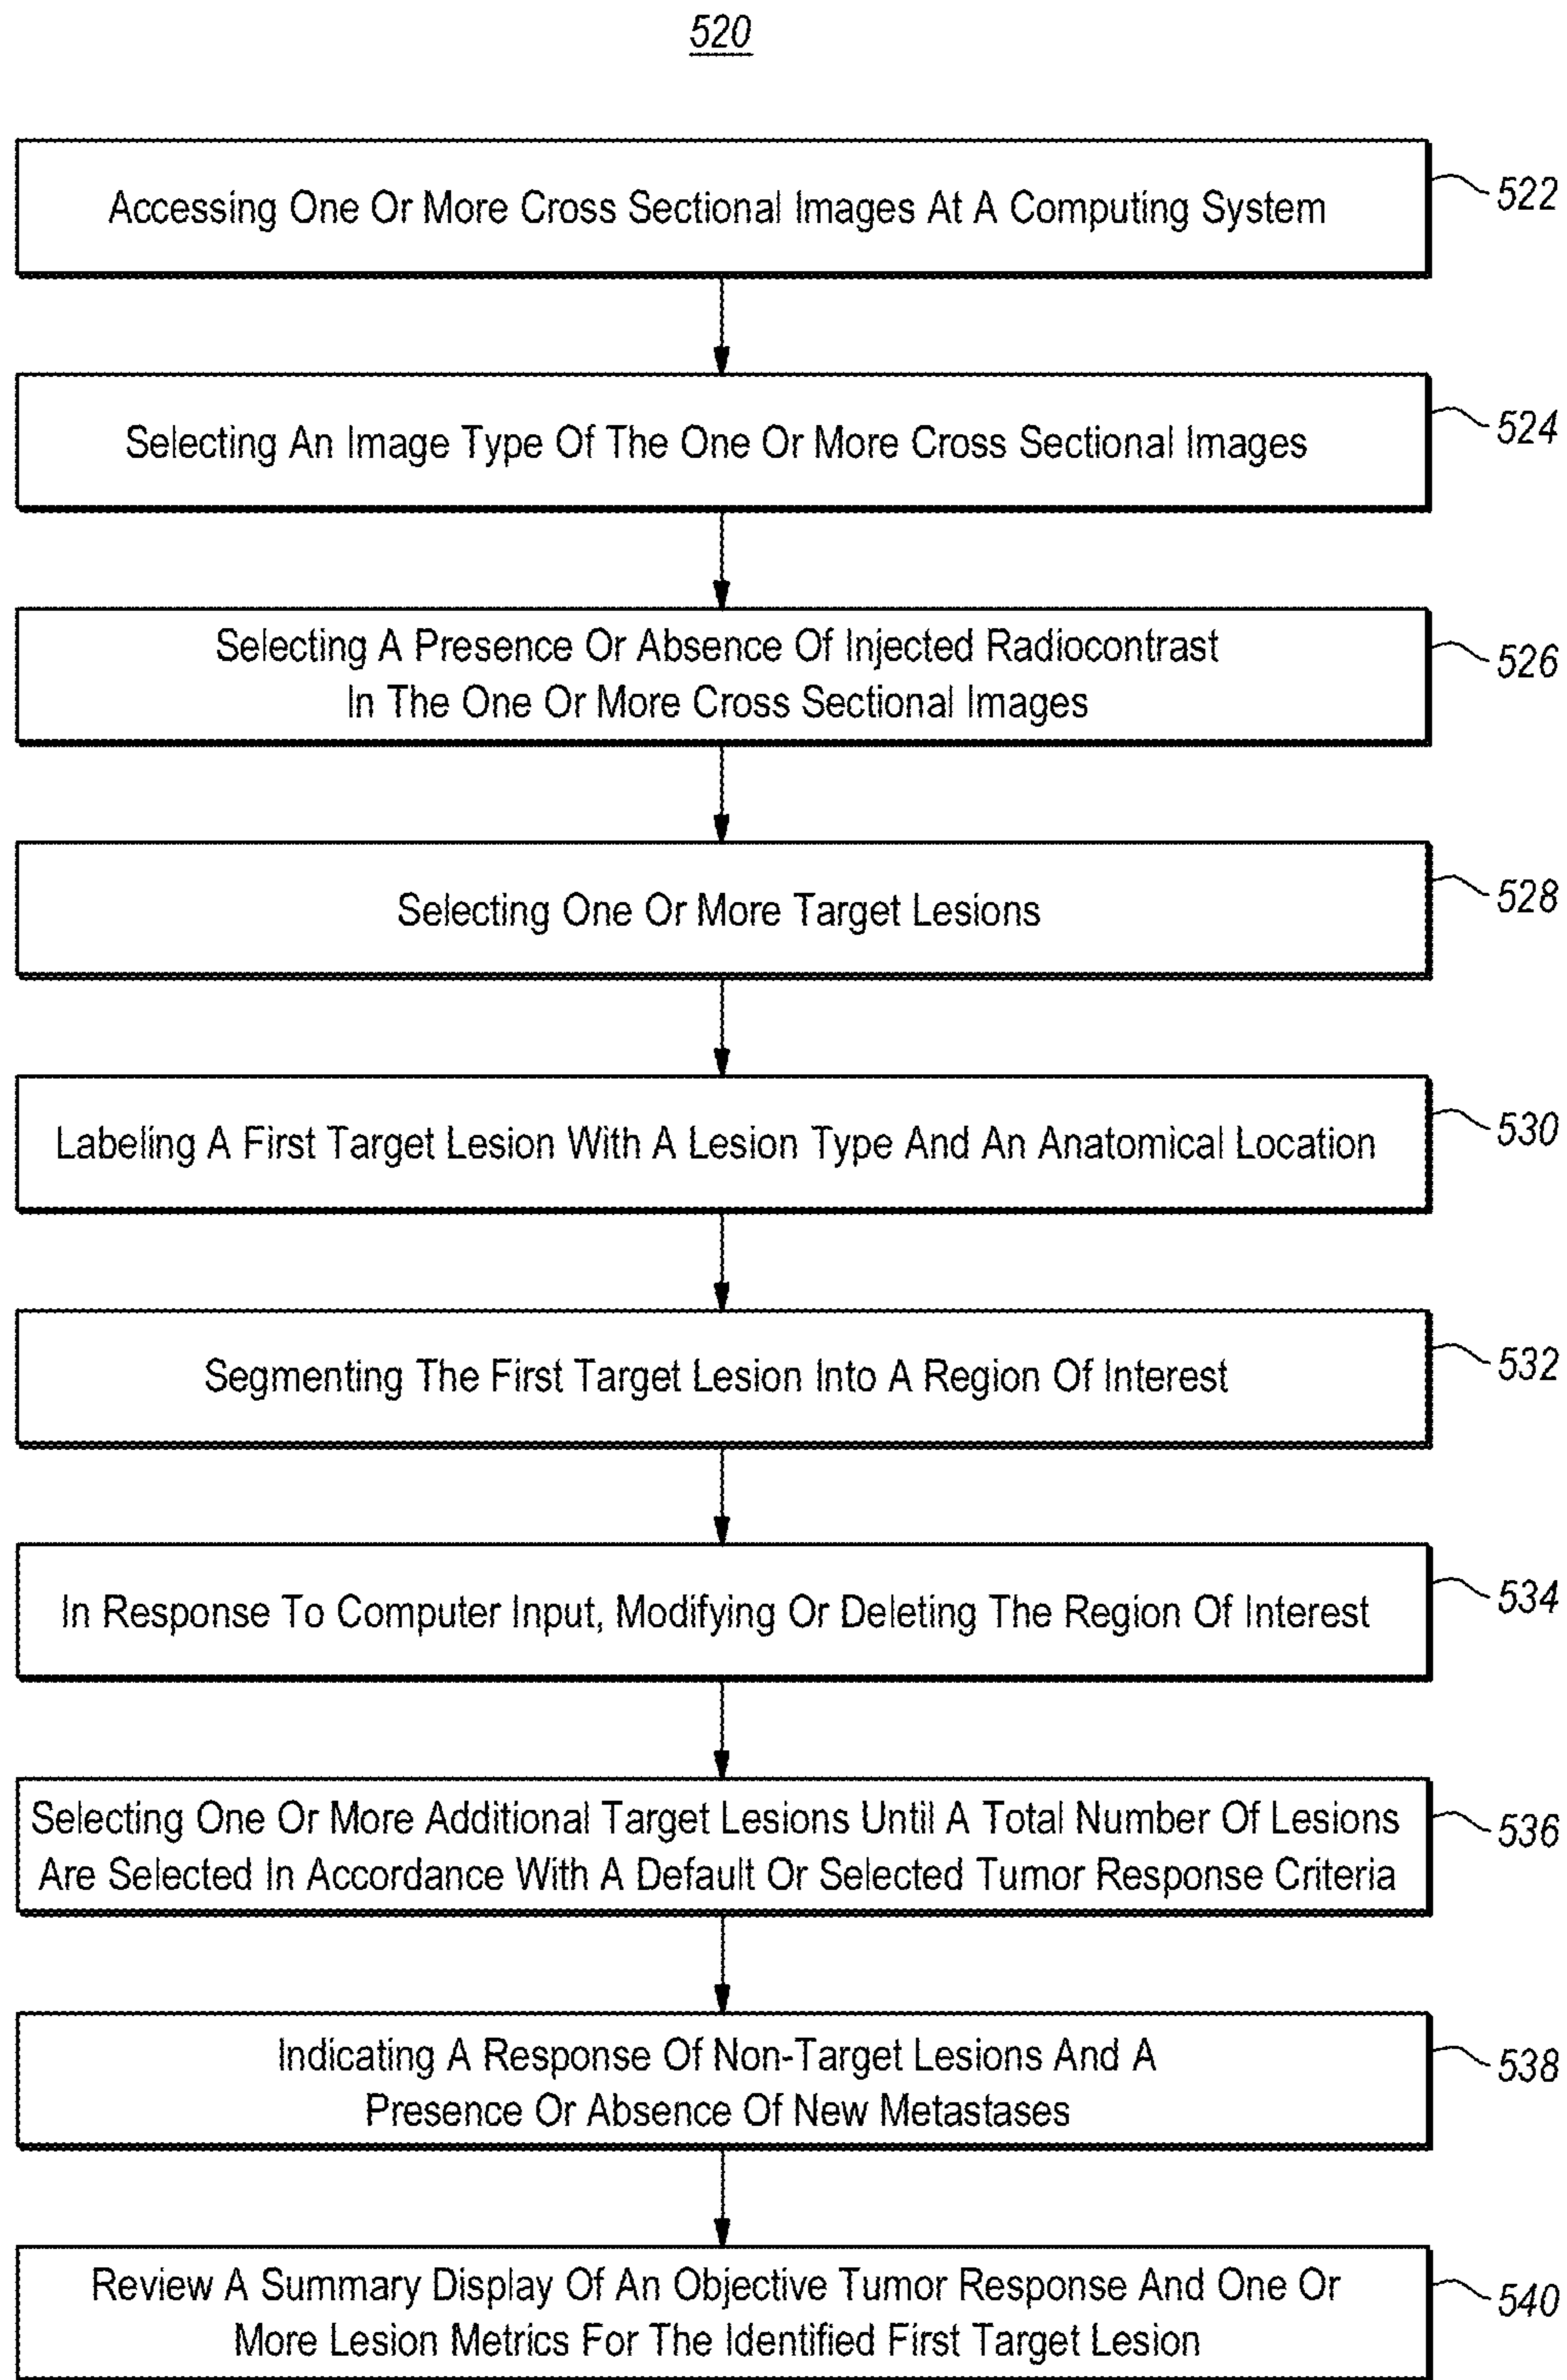 520
Accessing One Or More Cross Sectional Images At A Computing System
522
Selecting An Image Type Of The One Or More Cross Sectional Images
524
Selecting A Presence Or Absence Of Injected Radiocontrast
In The One Or More Cross Sectional Images
526
Selecting One Or More Target Lesions
528
Labeling A First Target Lesion With A Lesion Type And An Anatomical Location
530
Segmenting The First Target Lesion Into A Region Of Interest
532
In Response To Computer Input, Modifying Or Deleting The Region Of Interest
534
Selecting One Or More Additional Target Lesions Until A Total Number Of Lesions
Are Selected In Accordance With A Default Or Selected Tumor Response Criteria
536
Indicating A Response Of Non-Target Lesions And A
Presence Or Absence Of New Metastases
538
Review A Summary Display Of An Objective Tumor Response And One Or
More Lesion Metrics For The Identified First Target Lesion
540